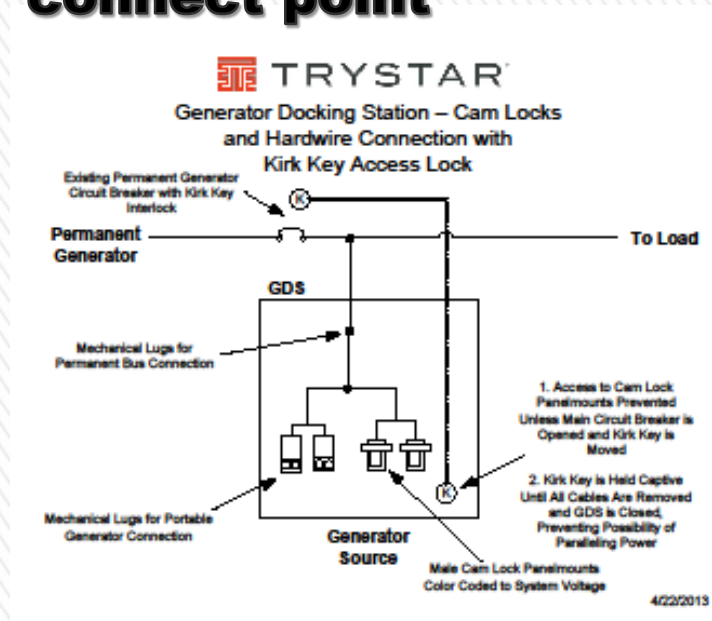 connect point
TRYSTAR
Generator Docking Station – Cam Locks
and Hardwire Connection with
Kirk Key Access Lock
Existing Permanent Generator
Circuit Breaker with Kirk Key
Interlock
K
Permanent
Generator
To Load
GDS
Mechanical Lugs for
Permanent Bus Connection
1. Access to Cam Lock
Panelmounts Prevented
Unless Main Circuit Breaker is
Opened and Kirk Key is
Moved
2. Kirk Key is Held Captive
Until All Cables Are Removed
and GDS is Closed,
Preventing Possibility of
Paralleling Power
K
Mechanical Lugs for Portable
Generator Connection
Generator
Source
Male Cam Lock Panelmounts
Color Coded to System Voltage
4/22/2013